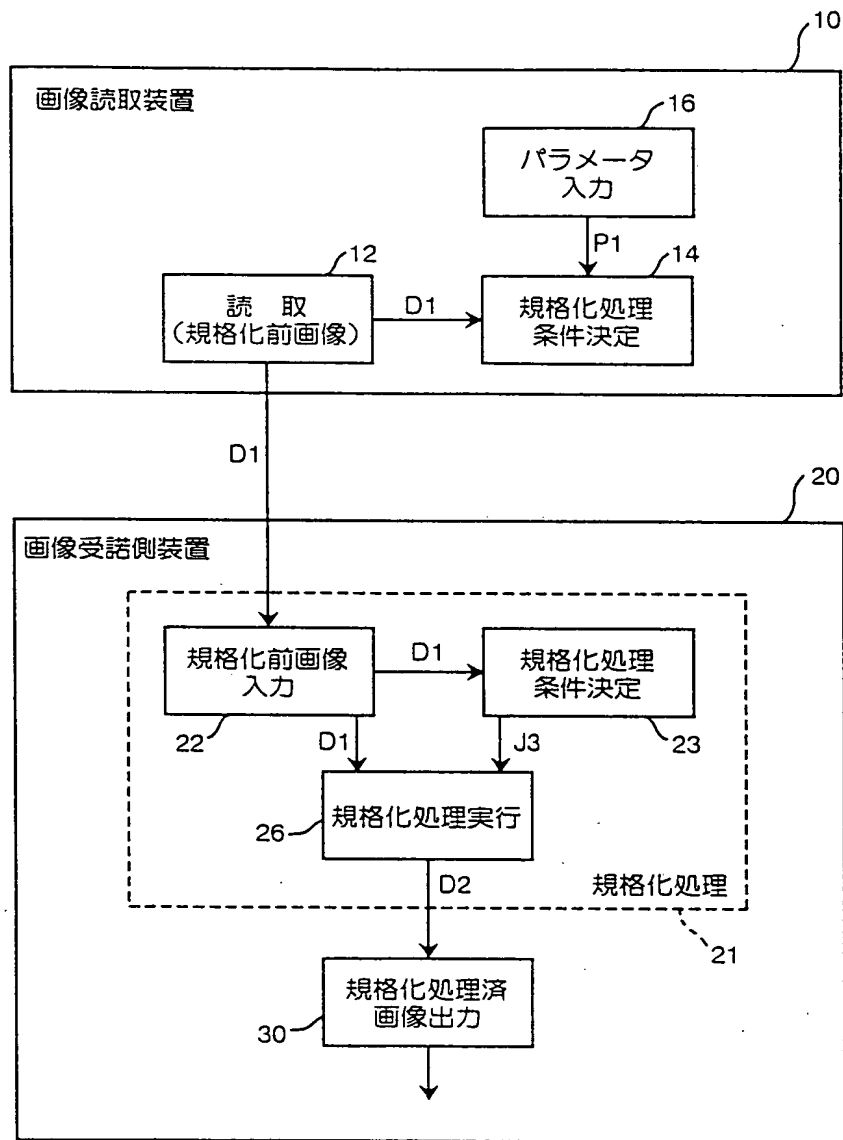 10
画像読取装置
16
パラメータ
入力
P1
12
14
読 取
(規格化前画像)
D1
規格化処理
条件決定
D1
20
画像受諾側装置
規格化前画像
入力
D1
規格化処理
条件決定
22
D1
J3
23
26
規格化処理実行
D2
規格化処理
21
規格化処理済
画像出力
30